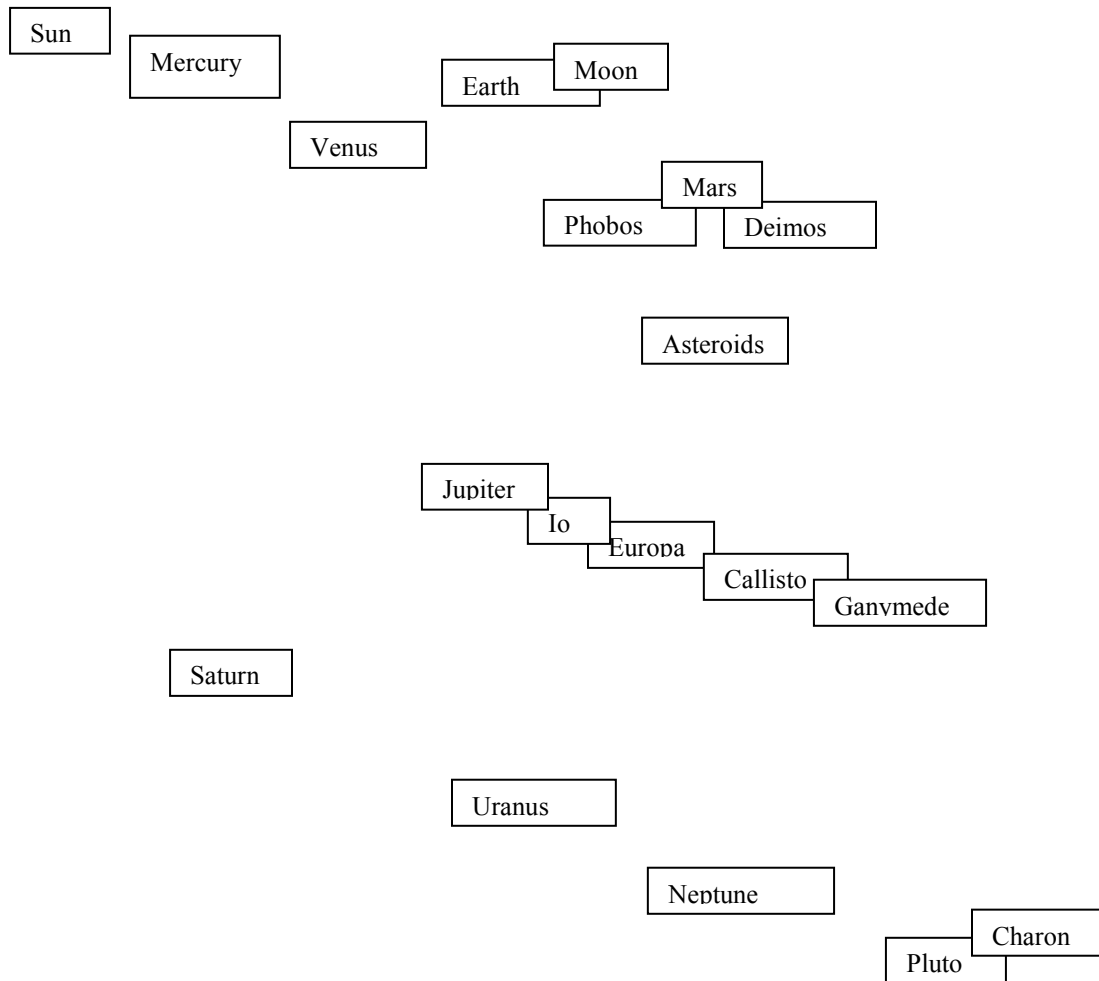 Sun
Mercury
Earth
Moon
Venus
Mars
Phobos
Deimos
Asteroids
Jupiter
Io
Europa
Callisto
Ganymede
Saturn
Uranus
Neptune
Charon
Pluto